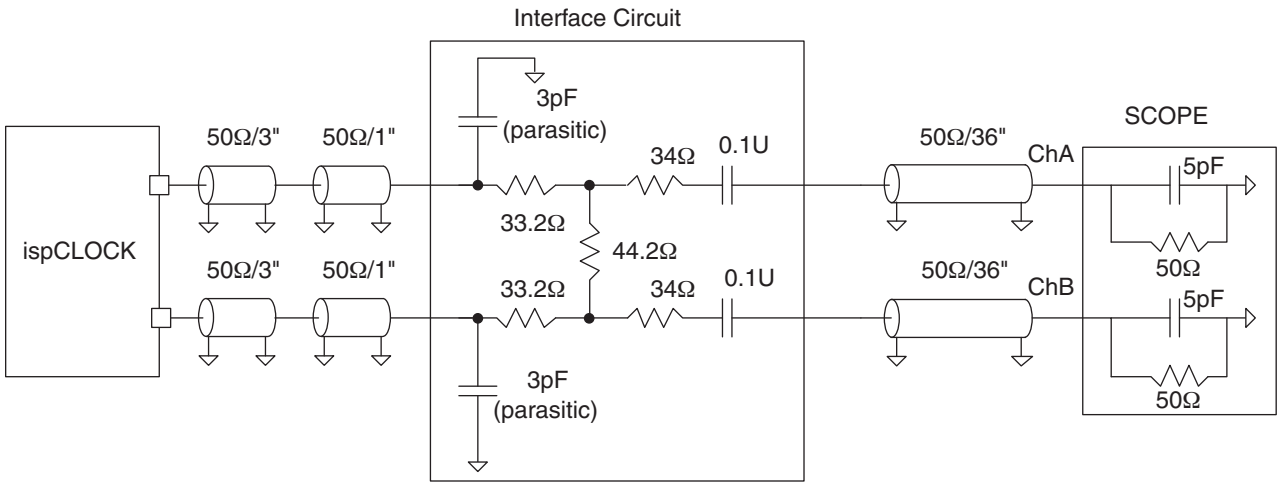 Interface Circuit
3pF
(parasitic)
SCOPE
50Ω/3"
50Ω/1"
34Ω
0.1U
50Ω/36"
ChA
5pF
33.2Ω
50Ω
ispCLOCK
44.2Ω
50Ω/3"
50Ω/1"
33.2Ω
34Ω
0.1U
50Ω/36"
ChB
5pF
3pF
(parasitic)
50Ω